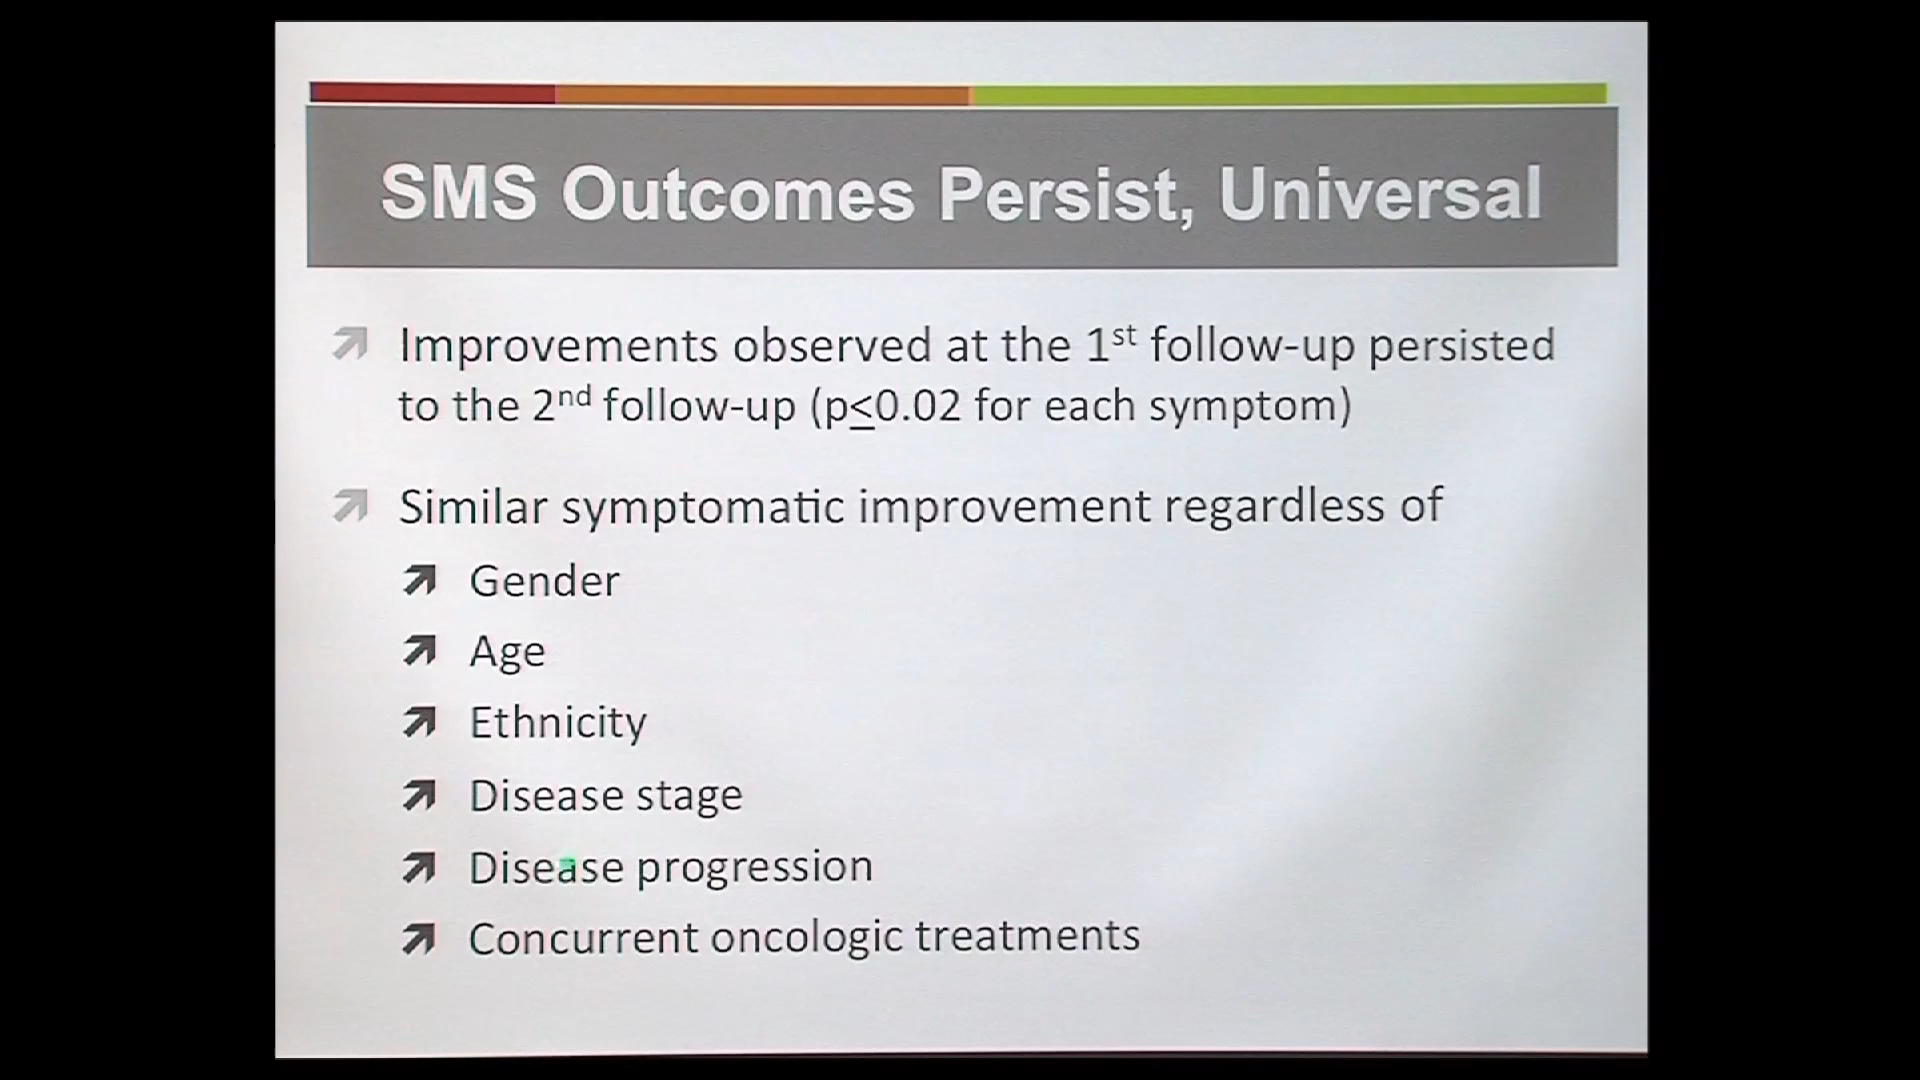 SMS Outcomes Persist, Universal
Improvements observed at the 1st follow-up persisted
to the 2nd follow-up (p≤0.02 for each symptom)
Similar symptomatic improvement regardless of
Gender
Age
Ethnicity
Disease stage
Disease progression
Concurrent oncologic treatments